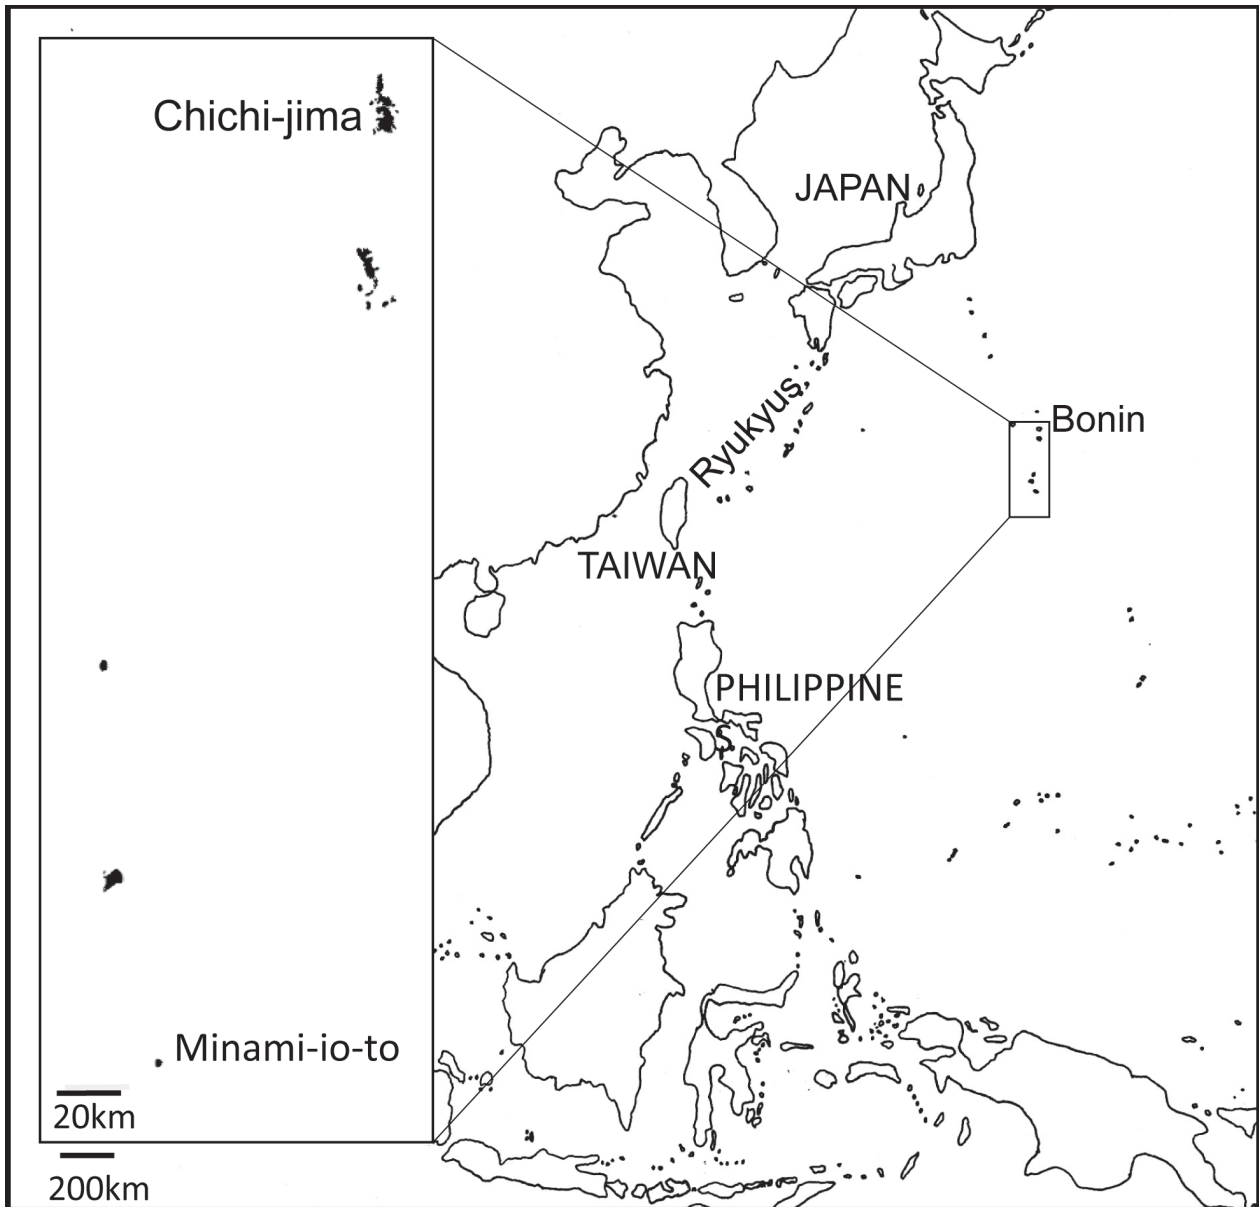 Chichi-jima
JAPAN
Bonin
Ryukyus
TAIWAN
PHILIPPINE
S.
Minami-io-to
20km
200km